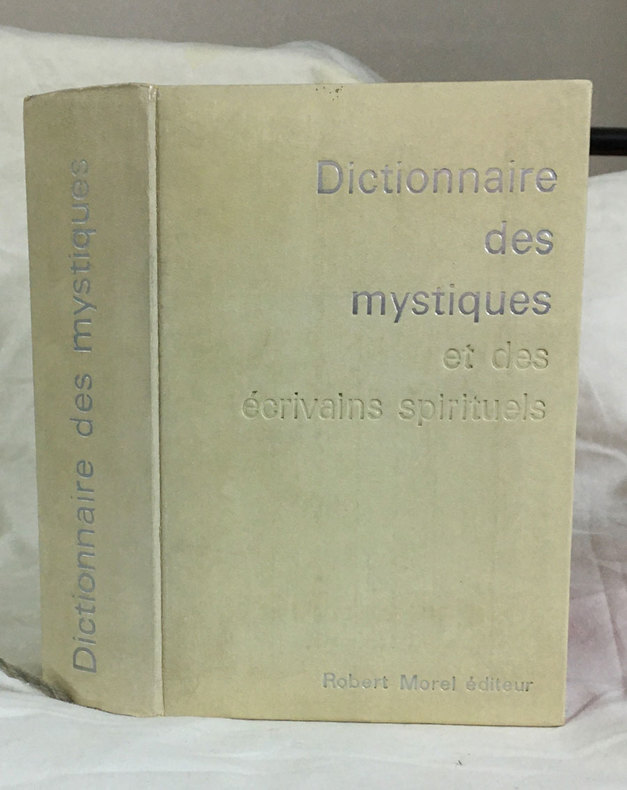 Dictionnaire des mystiques
Dictionnaire
des
mystiques
et des
écrivains spirituels
Robert Morel éditeur